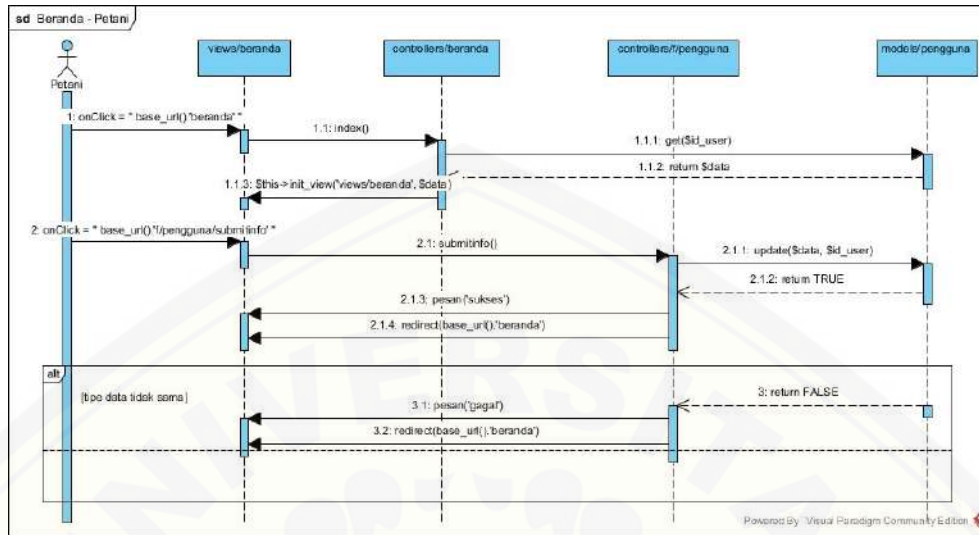 sd Beranda - Petani
views/beranda
controllers/beranda
controllers/f/pengguna
models/pengguna
Petani
1: onClick = " base_url()'beranda' "
1.1: index()
1.1.1: get($id_user)
1.1.2: return $data
1.1.3: $this->init_view('views/beranda', $data)
2: onClick = " base_url()'f/pengguna/submitinfo' "
2.1: submitinfo()
2.1.1: update($data, $id_user)
2.1.2: return TRUE
2.1.3: pesan('sukses')
2.1.4: redirect(base_url().'beranda')
alt
[tipe data tidak sama]
3: return FALSE
3.1: pesan('gagal')
3.2: redirect(base_url().'beranda')
UNIVERSITA
Powered By Visual Paradigm Community Edition